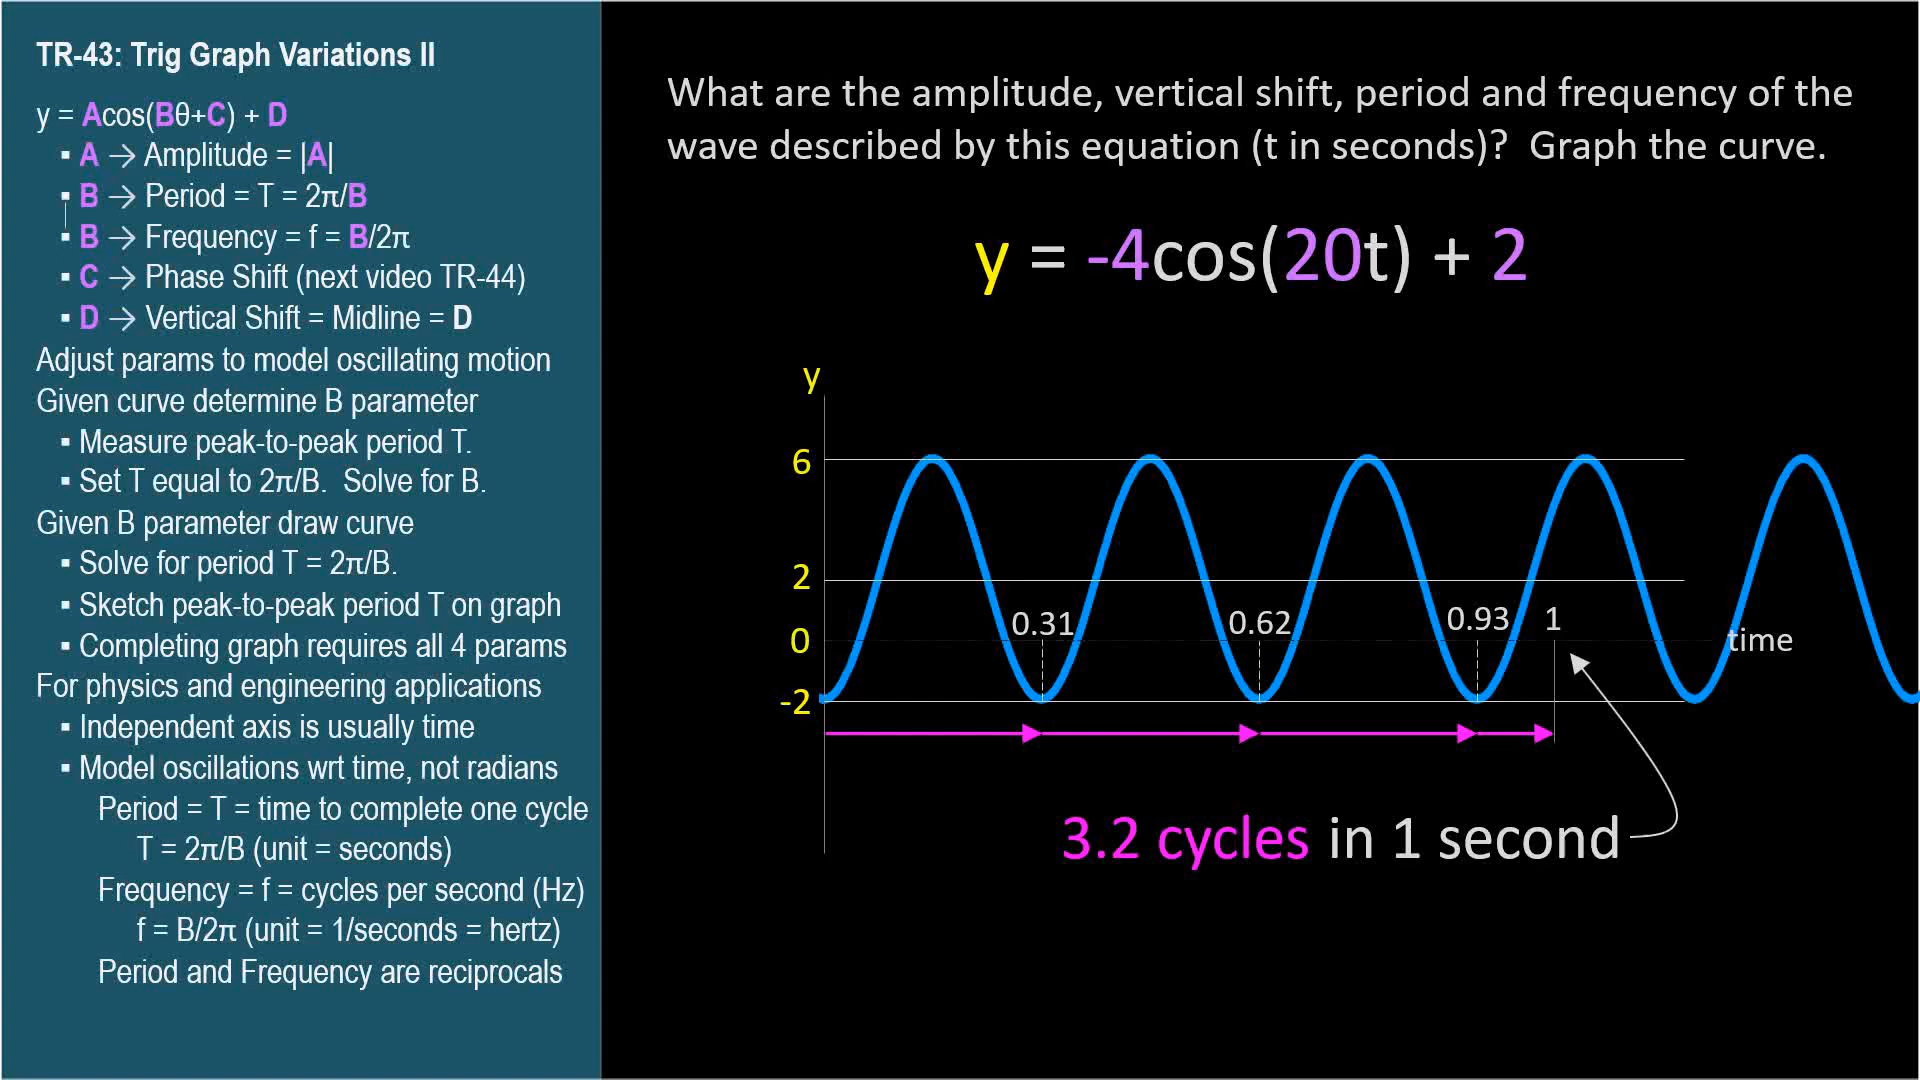 TR-43: Trig Graph Variations II
y = Acos(Bθ+C) + D
▪ A → Amplitude = |A|
▪ B → Period = T = 2π/B
▪ B → Frequency = f = B/2π
▪ C → Phase Shift (next video TR-44)
▪ D → Vertical Shift = Midline = D
Adjust params to model oscillating motion
Given curve determine B parameter
▪ Measure peak-to-peak period T.
▪ Set T equal to 2π/B.  Solve for B.
Given B parameter draw curve
▪ Solve for period T = 2π/B.
▪ Sketch peak-to-peak period T on graph
▪ Completing graph requires all 4 params
For physics and engineering applications
▪ Independent axis is usually time
▪ Model oscillations wrt time, not radians
Period = T = time to complete one cycle
T = 2π/B (unit = seconds)
Frequency = f = cycles per second (Hz)
f = B/2π (unit = 1/seconds = hertz)
Period and Frequency are reciprocals
What are the amplitude, vertical shift, period and frequency of the
wave described by this equation (t in seconds)?  Graph the curve.
y = -4cos(20t) + 2
y
6
2
0.31 0.62 0.93 1
0 time
-2
3.2 cycles in 1 second